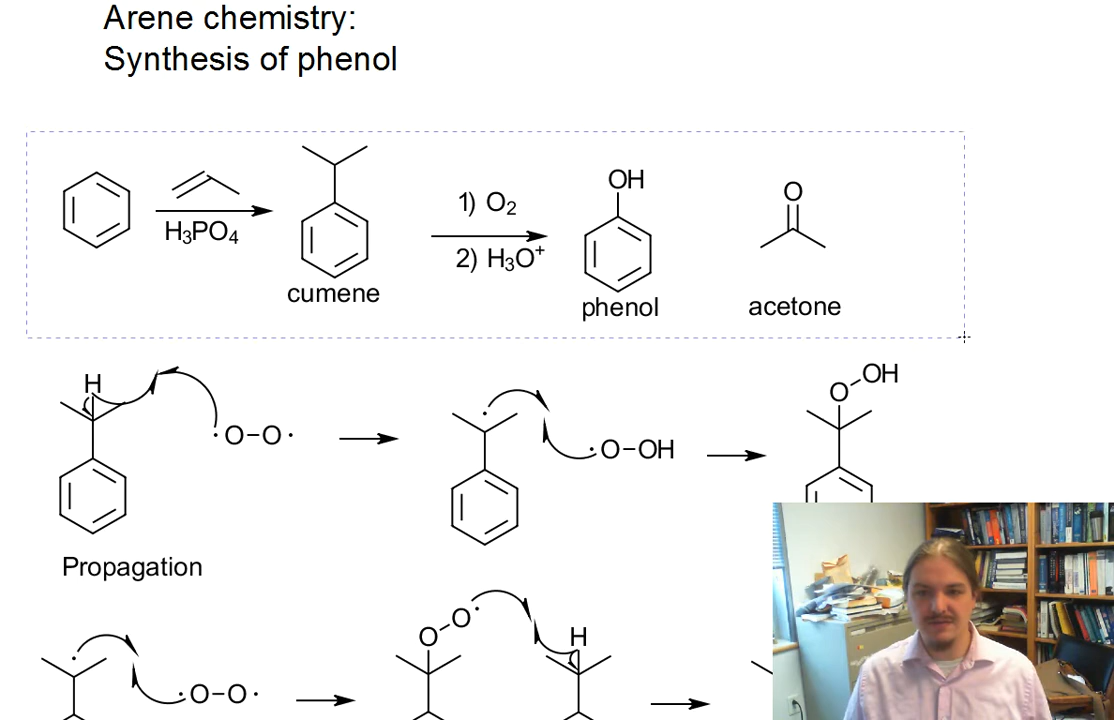 Arene chemistry:
Synthesis of phenol
H₃PO₄
cumene
1) O₂
2) H₃O⁺
OH
phenol
O
acetone
H
·O-O·
·O-OH
O-OH
Propagation
·O-O·
O-O·
H